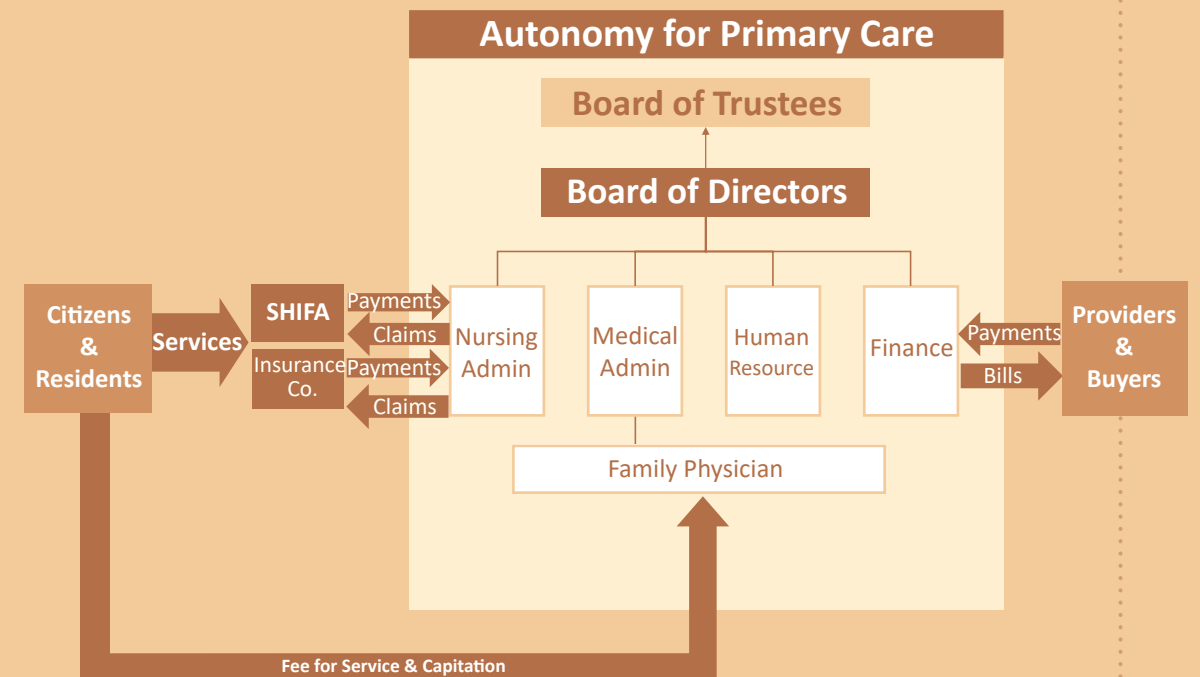 Autonomy for Primary Care
Board of Trustees
Board of Directors
Citizens
&
Residents
Services
SHIFA
Insurance
Co.
Payments
Claims
Payments
Claims
Nursing
Admin
Medical
Admin
Human
Resource
Finance
Payments
Bills
Providers
&
Buyers
Family Physician
Fee for Service & Capitation